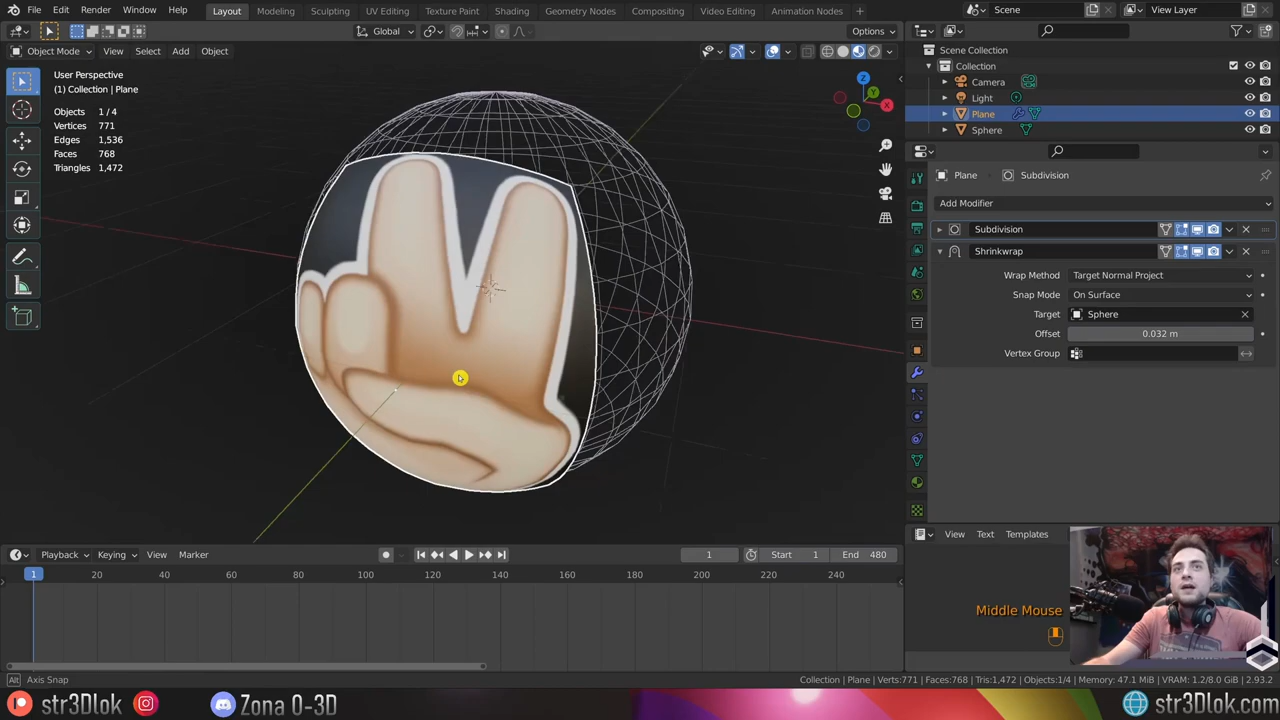 File Edit Render Window Help Layout Modeling Sculpting UV Editing Texture Paint Shading Geometry Nodes Compositing Video Editing Animation Nodes + Scene View Layer
Global Options
Object Mode View Select Add Object
Scene Collection
Collection
Camera
Light
Plane
Sphere
User Perspective
(1) Collection | Plane
Objects 1 / 4
Vertices 771
Edges 1,536
Faces 768
Triangles 1,472
Z
Y
X
Plane Subdivision
Add Modifier
Subdivision
Shrinkwrap
Wrap Method Target Normal Project
Snap Mode On Surface
Target Sphere
Offset 0.032 m
Vertex Group
View Text Templates
Playback Keying View Marker 1 Start 1 End 480
1 20 40 60 80 100 120 140 160 180 200 220 240
Middle Mouse
Alt Axis Snap
Collection | Plane | Verts:771 | Faces:768 | Tris:1,472 | Objects:1/4 | Memory: 47.1 MiB | VRAM: 1.2/8.0 GiB | 2.93.2
str3Dlok Zona 0-3D str3Dlok.com